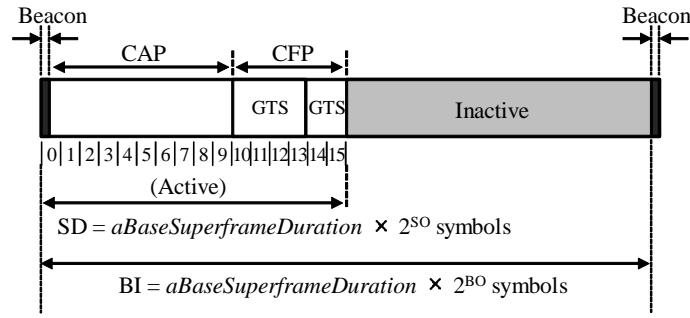 Beacon Beacon
CAP CFP
GTS GTS Inactive
0 1 2 3 4 5 6 7 8 9 10 11 12 13 14 15
(Active)
SD = aBaseSuperframeDuration × 2^SO symbols
BI = aBaseSuperframeDuration × 2^BO symbols